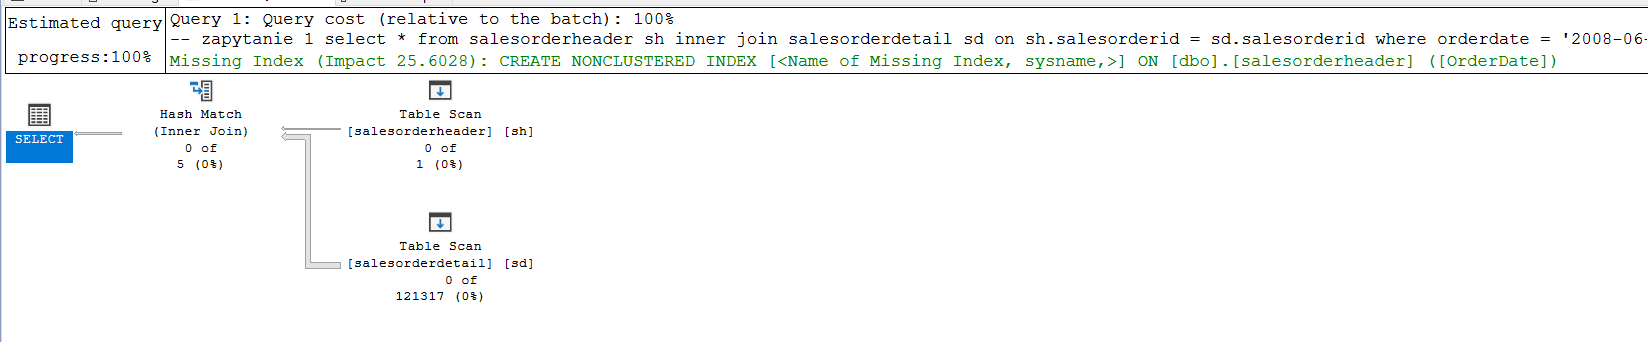 Estimated query
progress:100%
Query 1: Query cost (relative to the batch): 100%
-- zapytanie 1 select * from salesorderheader sh inner join salesorderdetail sd on sh.salesorderid = sd.salesorderid where orderdate = '2008-06-
Missing Index (Impact 25.6028): CREATE NONCLUSTERED INDEX [<Name of Missing Index, sysname,>] ON [dbo].[salesorderheader] ([OrderDate])
SELECT
Hash Match
(Inner Join)
0 of
5 (0%)
Table Scan
[salesorderheader] [sh]
0 of
1 (0%)
Table Scan
[salesorderdetail] [sd]
0 of
121317 (0%)